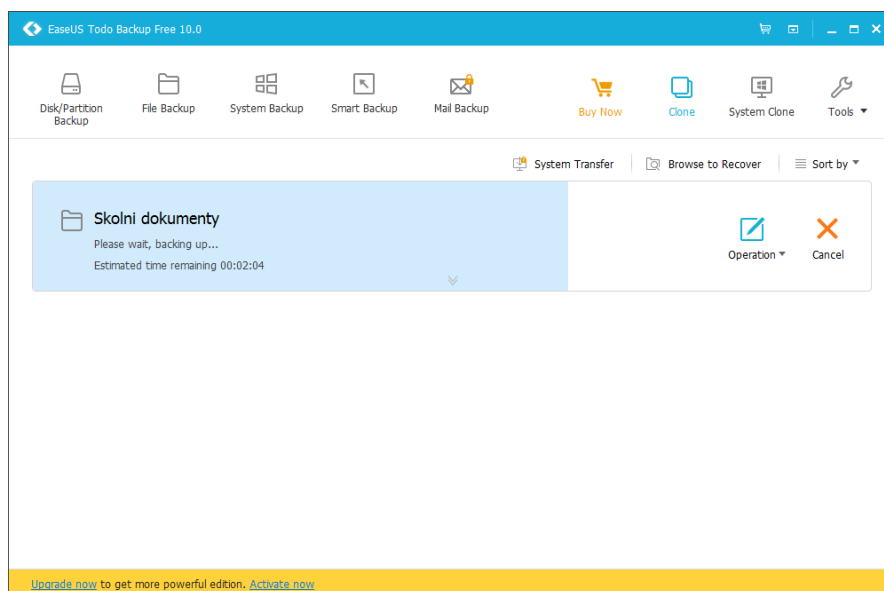 EaseUS Todo Backup Free 10.0
Disk/Partition
Backup
File Backup
System Backup
Smart Backup
Mail Backup
Buy Now
Clone
System Clone
Tools
System Transfer
Browse to Recover
Sort by
Skolni dokumenty
Please wait, backing up...
Estimated time remaining 00:02:04
Operation
Cancel
Upgrade now to get more powerful edition. Activate now